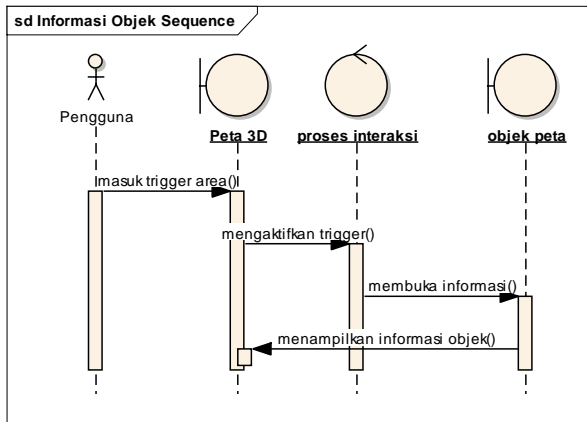 sd Informasi Objek Sequence
Pengguna
Peta 3D
proses interaksi
objek peta
masuk trigger area()
mengaktifkan trigger()
membuka informasi()
menampilkan informasi objek()